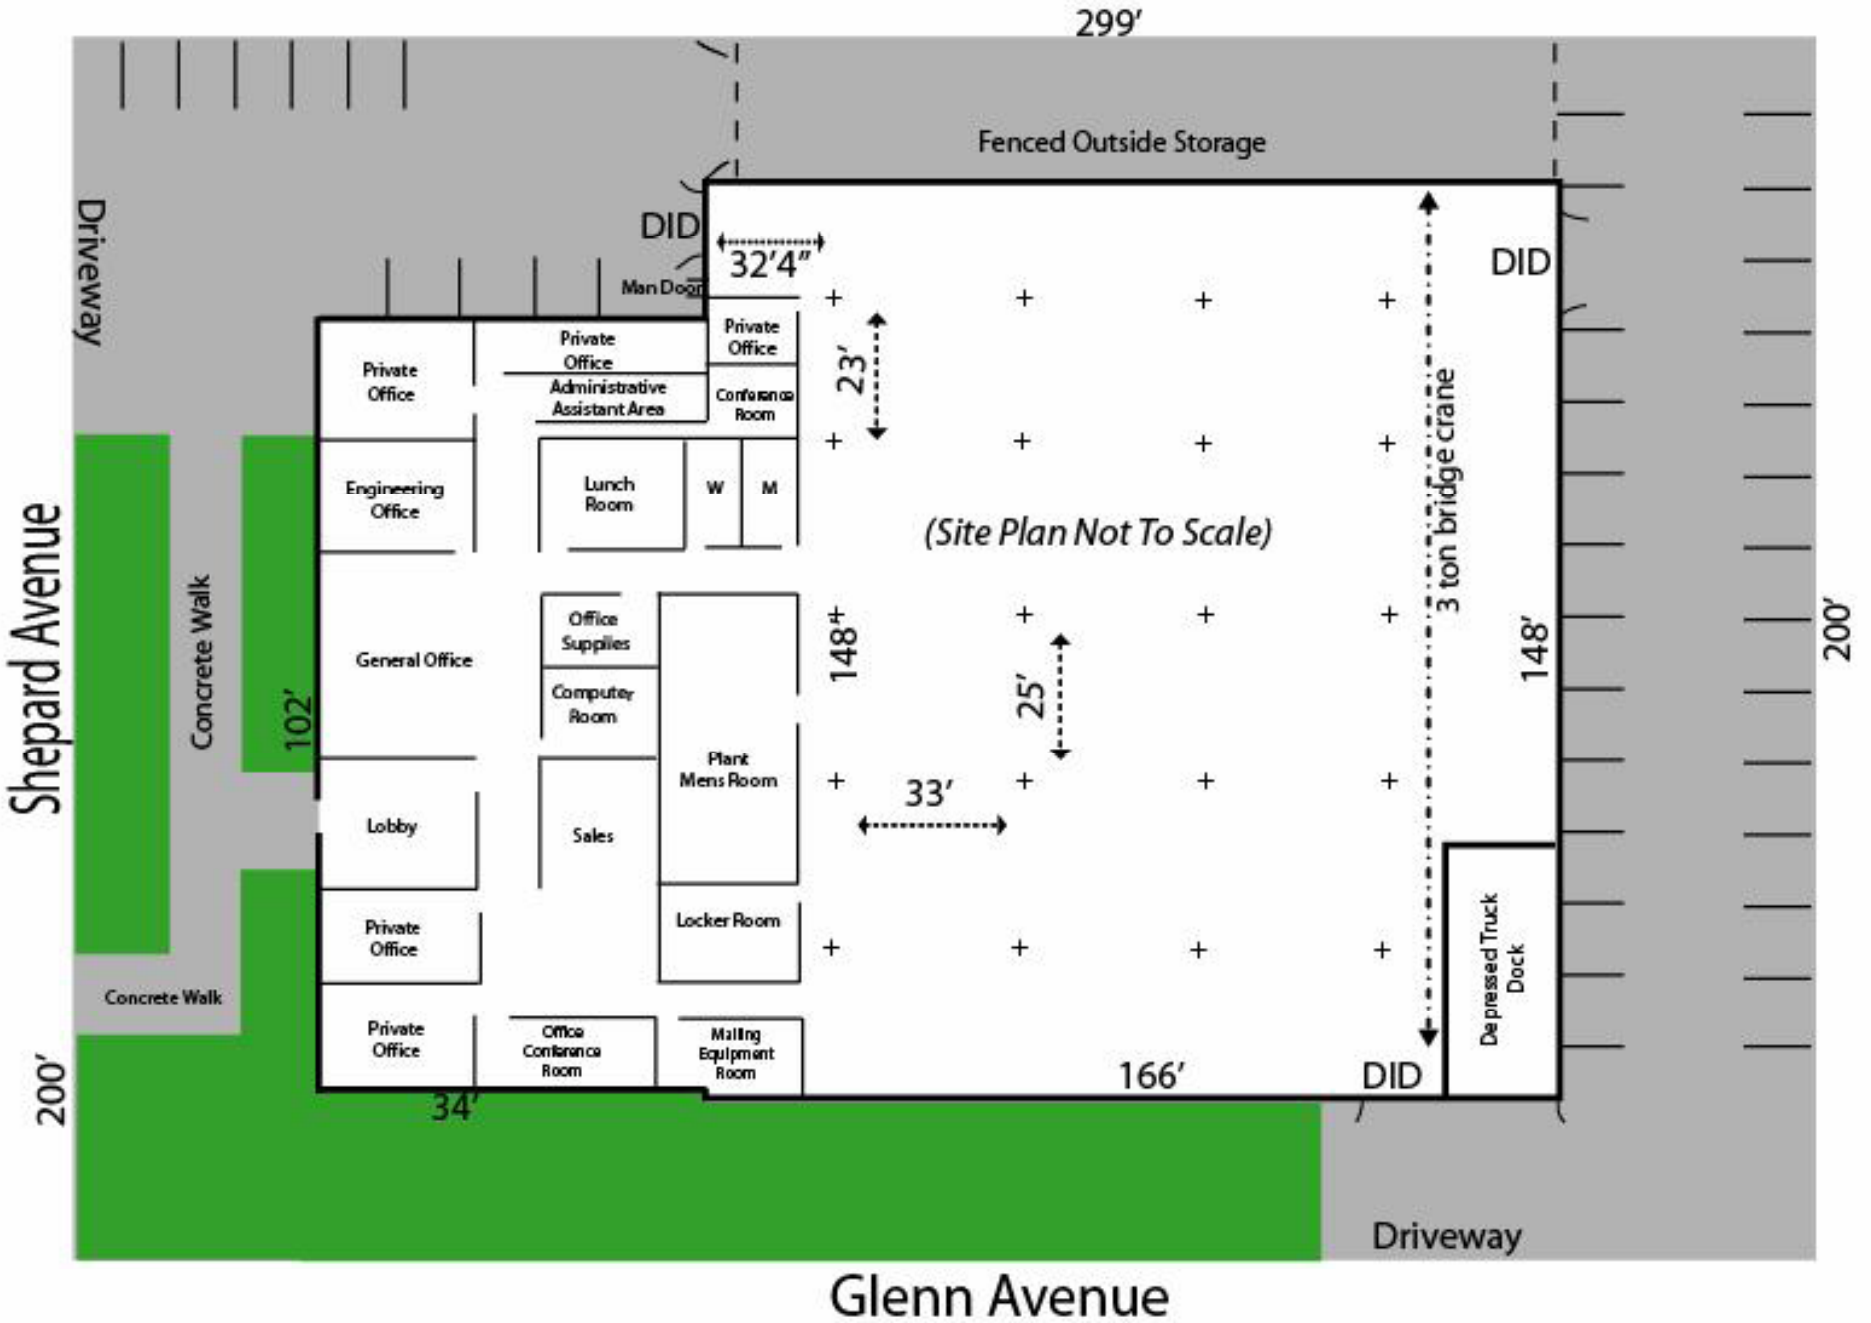 299'
Fenced Outside Storage
Driveway
DID
32'4"
DID
Man Door
Private
Office
Private
Office
Private
Office
23'
Administrative
Assistant Area
Conference
Room
3 ton bridge crane
Engineering
Office
Lunch
Room
W
M
(Site Plan Not To Scale)
Shepard Avenue
Concrete Walk
102'
General Office
Office
Supplies
Computer
Room
148'
25'
148'
200'
Plant
Mens Room
33'
Lobby
Sales
Private
Office
Locker Room
Depressed Truck
Dock
Concrete Walk
Private
Office
Office
Conference
Room
Mailing
Equipment
Room
166'
DID
200'
34'
Driveway
Glenn Avenue